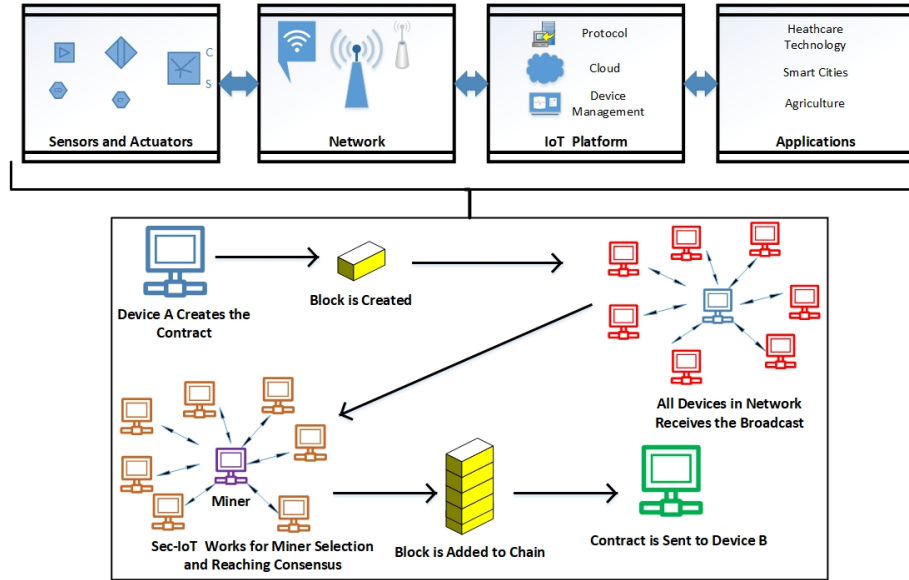 C
S
Sensors and Actuators
Network
Protocol
Cloud
Device
Management
IoT Platform
Heathcare
Technology
Smart Cities
Agriculture
Applications
Device A Creates the
Contract
Block is Created
All Devices in Network
Receives the Broadcast
Miner
Sec-IoT Works for Miner Selection
and Reaching Consensus
Block is Added to Chain
Contract is Sent to Device B